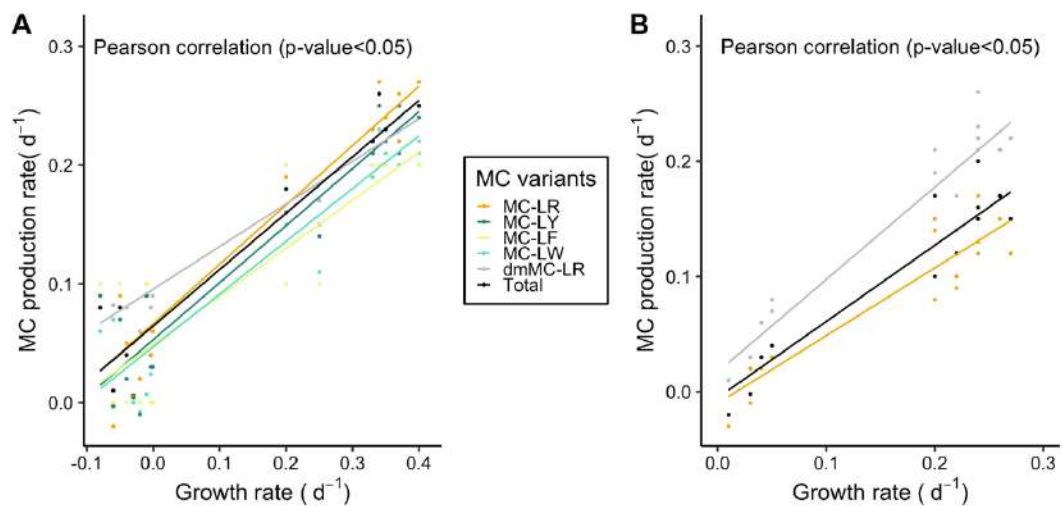 A
Pearson correlation (p-value<0.05)
MC production rate( d⁻¹)
0.3
0.2
0.1
0.0
-0.1 0.0 0.1 0.2 0.3 0.4
Growth rate ( d⁻¹)
MC variants
MC-LR
MC-LY
MC-LF
MC-LW
dmMC-LR
Total
B
Pearson correlation (p-value<0.05)
MC production rate( d⁻¹)
0.3
0.2
0.1
0.0
0.0 0.1 0.2 0.3
Growth rate ( d⁻¹)